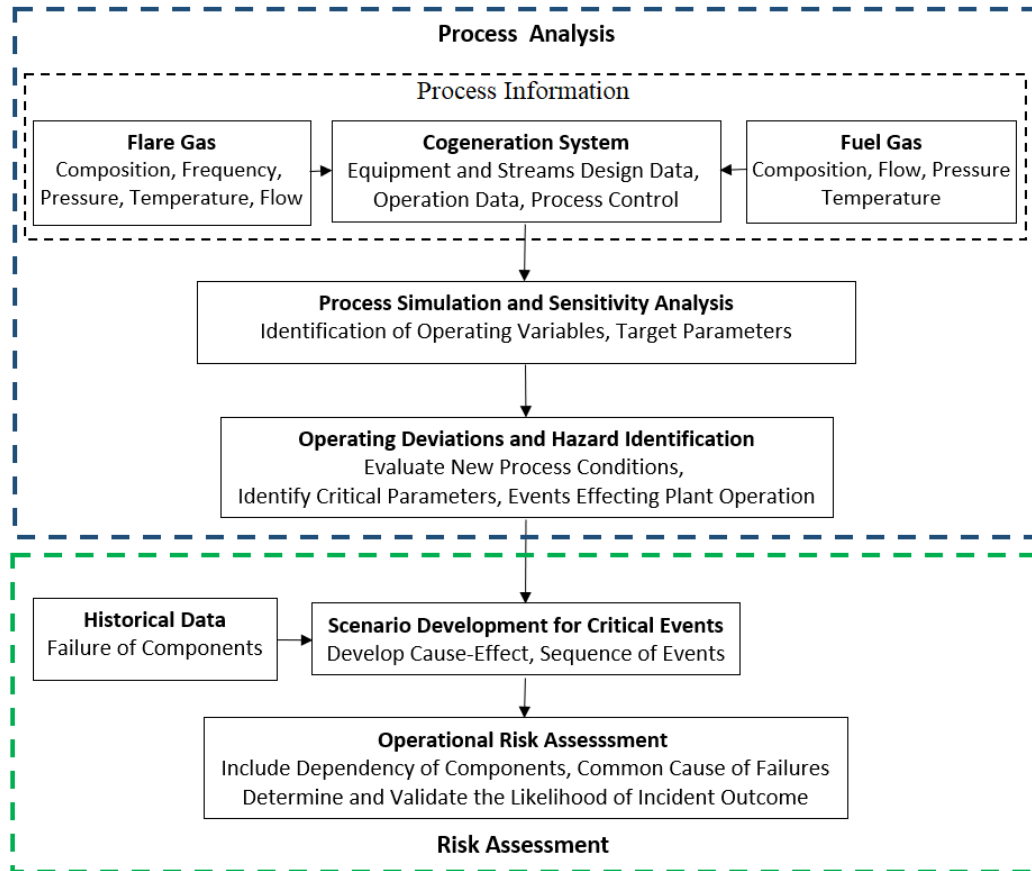 Process Analysis
Process Information
Flare Gas
Composition, Frequency,
Pressure, Temperature, Flow
Cogeneration System
Equipment and Streams Design Data,
Operation Data, Process Control
Fuel Gas
Composition, Flow, Pressure
Temperature
Process Simulation and Sensitivity Analysis
Identification of Operating Variables, Target Parameters
Operating Deviations and Hazard Identification
Evaluate New Process Conditions,
Identify Critical Parameters, Events Effecting Plant Operation
Historical Data
Failure of Components
Scenario Development for Critical Events
Develop Cause-Effect, Sequence of Events
Operational Risk Assesssment
Include Dependency of Components, Common Cause of Failures
Determine and Validate the Likelihood of Incident Outcome
Risk Assessment